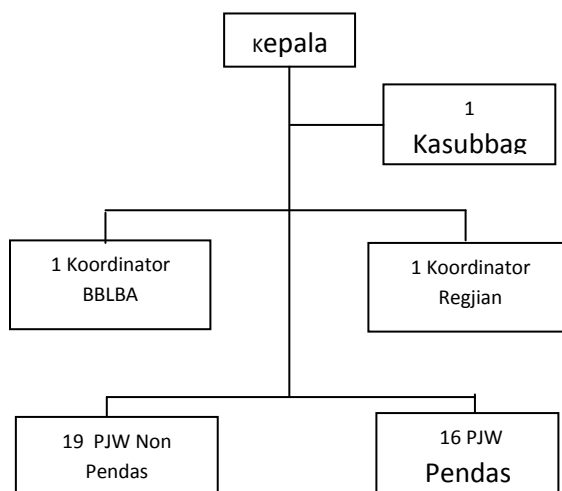 Kepala
1
Kasubbag
1 Koordinator
BBLBA
1 Koordinator
Regjian
19 PJW Non
Pendas
16 PJW
Pendas